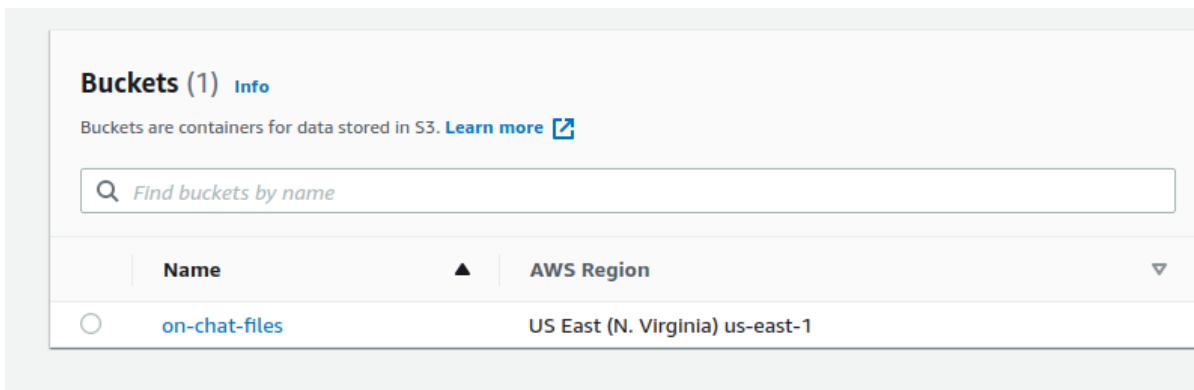 Buckets (1) Info
Buckets are containers for data stored in S3. Learn more
Find buckets by name
Name AWS Region
on-chat-files US East (N. Virginia) us-east-1